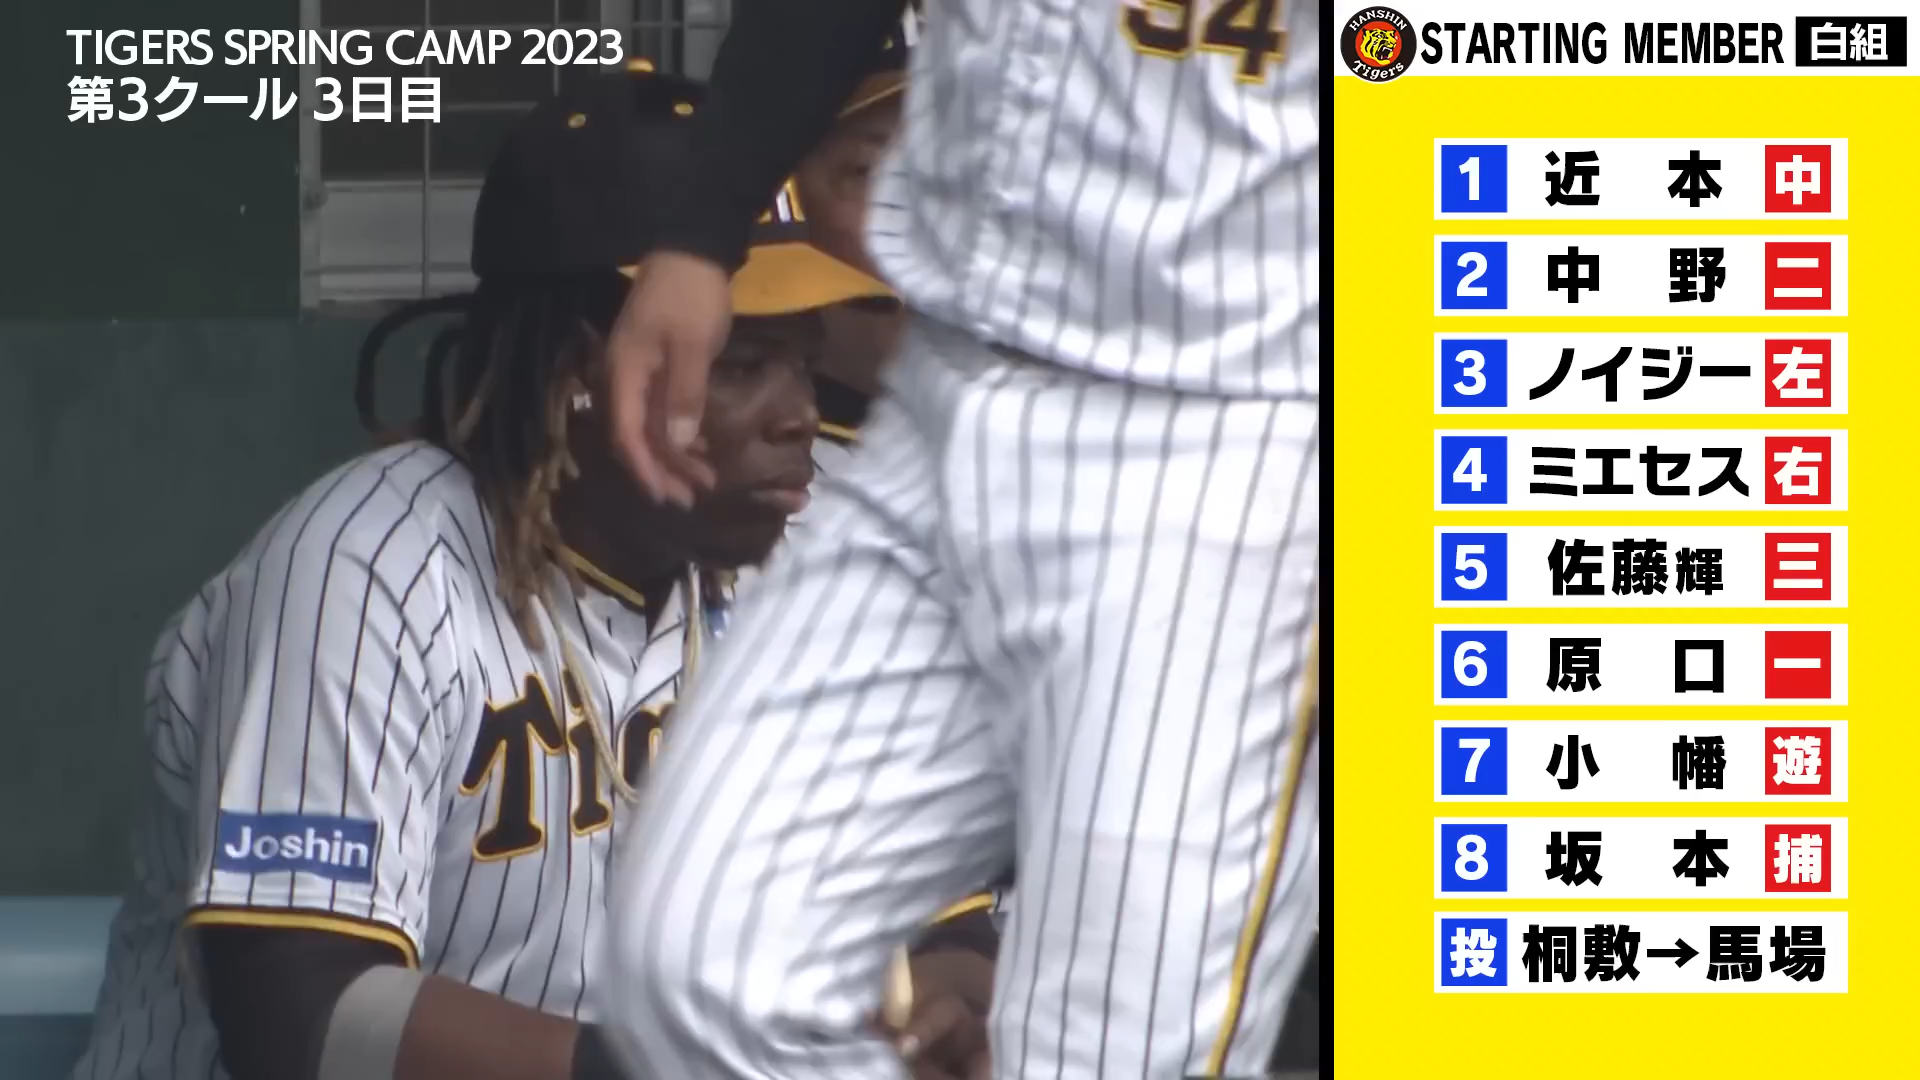 TIGERS SPRING CAMP 2023
第3クール 3日目
HANSHIN Tigers
STARTING MEMBER 白組
1 近本 中
2 中野 二
3 ノイジー 左
4 ミエセス 右
5 佐藤輝 三
6 原口 一
7 小幡 遊
8 坂本 捕
投 桐敷→馬場
94
Tig
Joshin